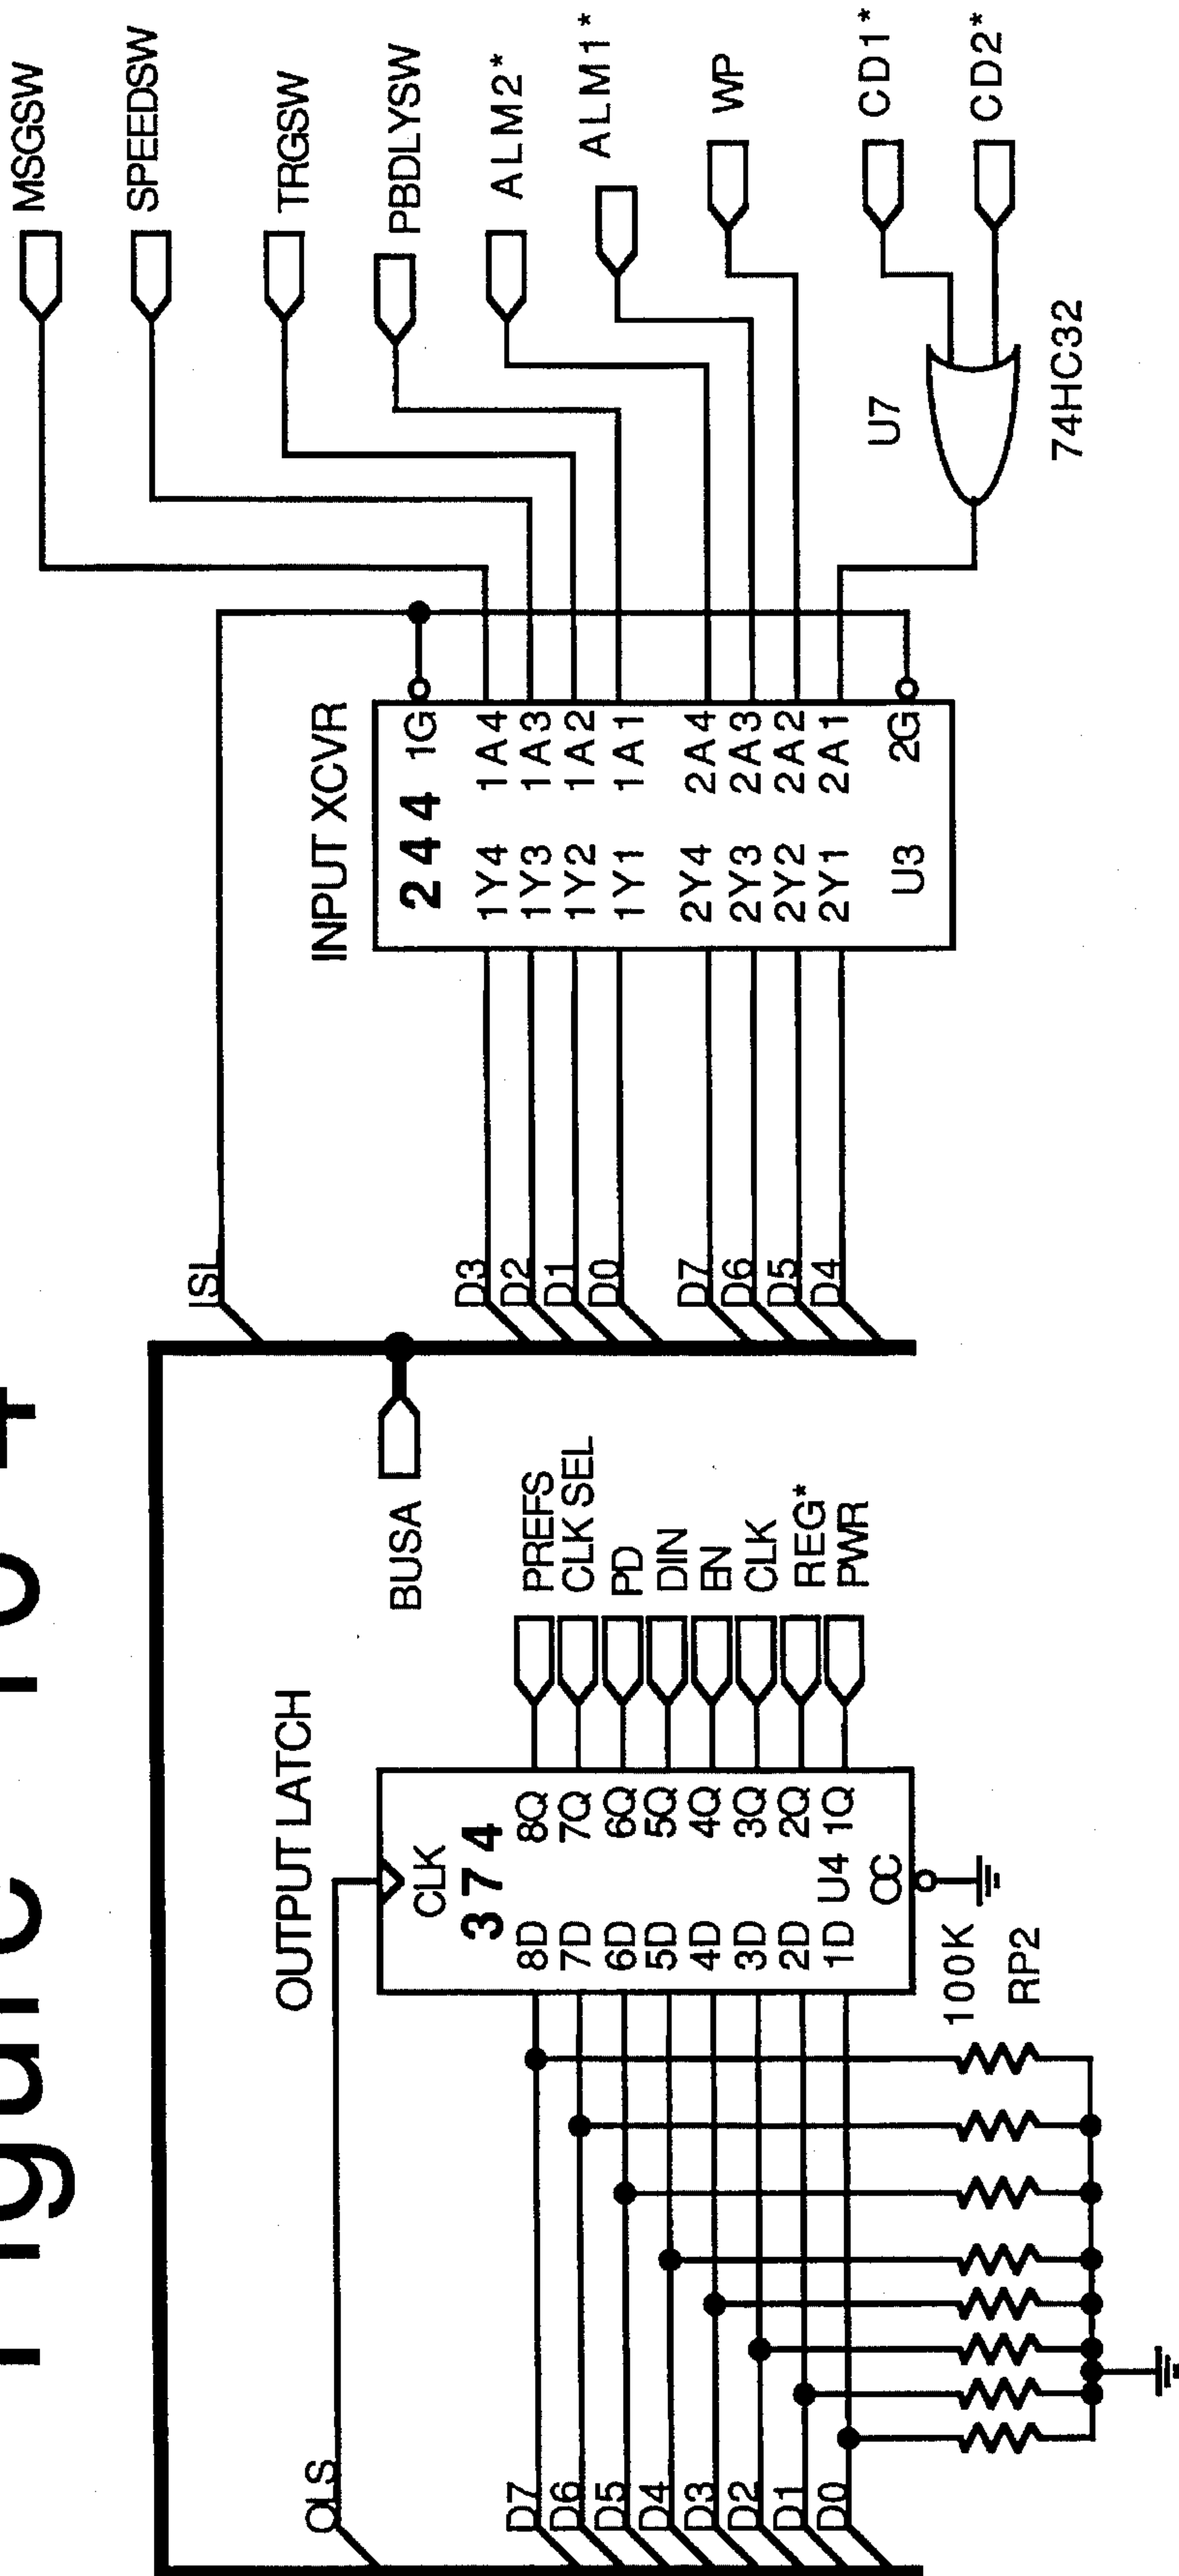 Figure
OLS
D7
D6
D5
D4
D3
D2
D1
D0
OUTPUT LATCH
CLK
374
8D 8Q
7D 7Q
6D 6Q
5D 5Q
4D 4Q
3D 3Q
2D 2Q
1D U4 1Q
OC
100K
RP2
PREFS
CLK SEL
PD
DIN
EN
CLK
REG*
PWR
BUSA
ISL
D3
D2
D1
D0
D7
D6
D5
D4
INPUT XCVR
244 1G
1Y4 1A4
1Y3 1A3
1Y2 1A2
1Y1 1A1
2Y4 2A4
2Y3 2A3
2Y2 2A2
2Y1 2A1
U3 2G
MSGSW
SPEEDSW
TRGSW
PBDLYSW
ALM2*
ALM1*
WP
CD1*
CD2*
U7
74HC32